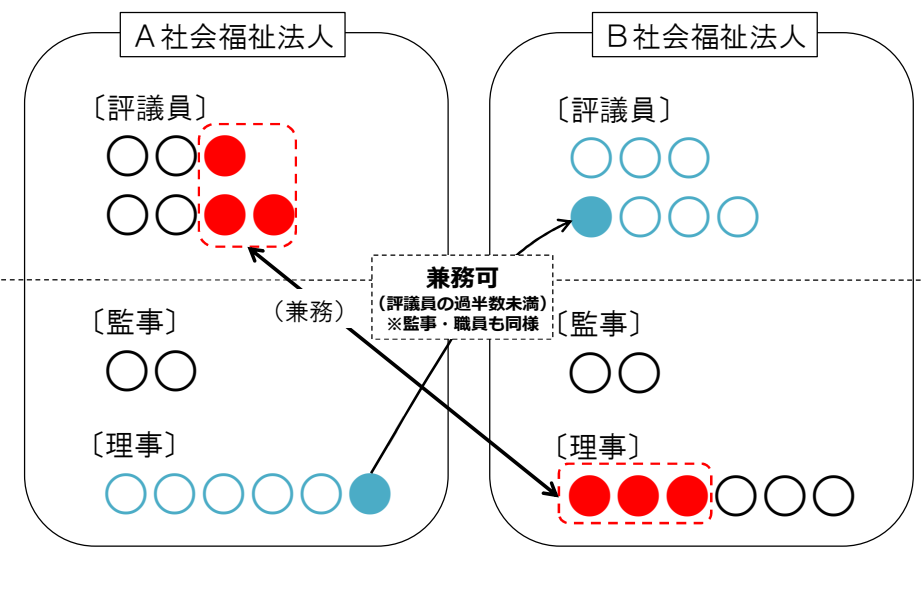 A社会福祉法人
B社会福祉法人
〔評議員〕
〔評議員〕
兼務可
（評議員の過半数未満）
※監事・職員も同様
（兼務）
〔監事〕
〔監事〕
〔理事〕
〔理事〕